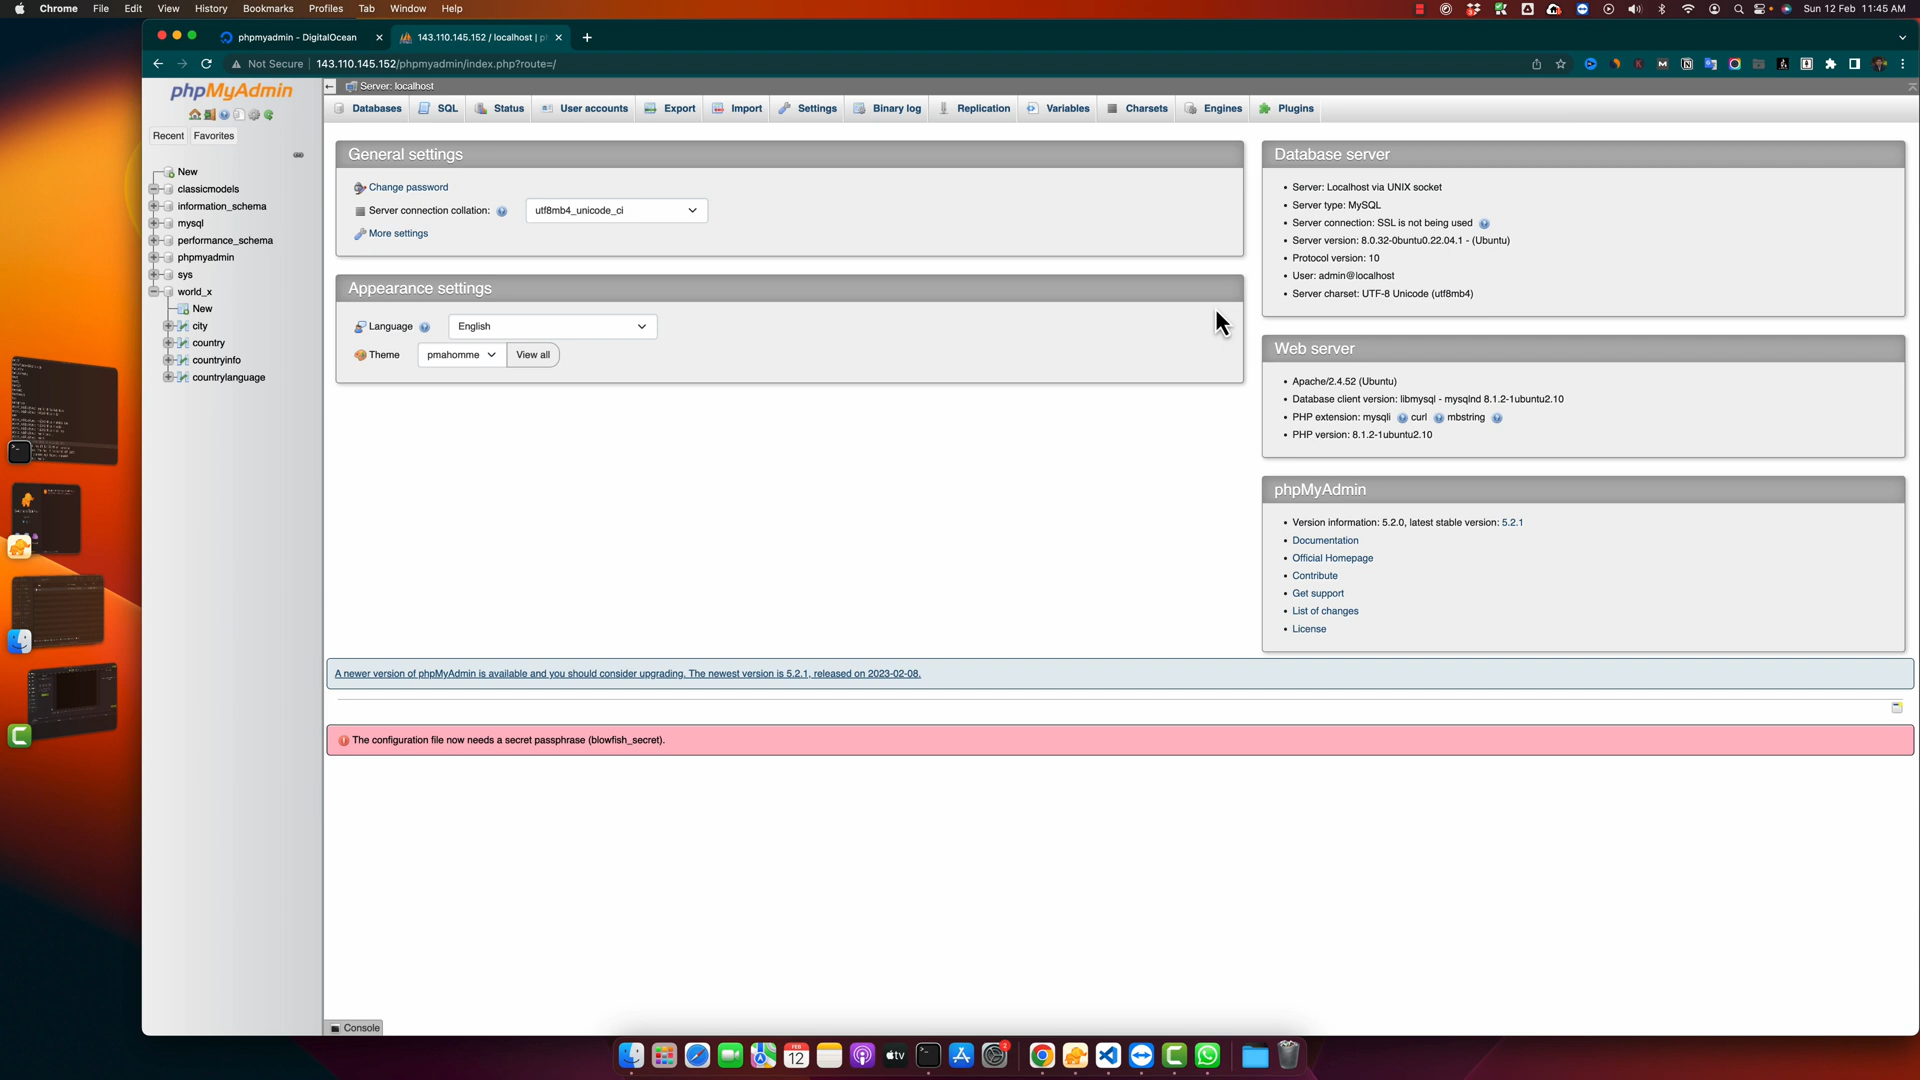 Chrome File Edit View History Bookmarks Profiles Tab Window Help Sun 12 Feb 11:45 AM
phpmyadmin - DigitalOcean 143.110.145.152 / localhost | p
Not Secure 143.110.145.152/phpmyadmin/index.php?route=/
phpMyAdmin
Recent Favorites
New
classicmodels
information_schema
mysql
performance_schema
phpmyadmin
sys
world_x
New
city
country
countryinfo
countrylanguage
Server: localhost
Databases SQL Status User accounts Export Import Settings Binary log Replication Variables Charsets Engines Plugins
General settings
Change password
Server connection collation: utf8mb4_unicode_ci
More settings
Appearance settings
Language English
Theme pmahomme View all
Database server
Server: Localhost via UNIX socket
Server type: MySQL
Server connection: SSL is not being used
Server version: 8.0.32-0buntu0.22.04.1 - (Ubuntu)
Protocol version: 10
User: admin@localhost
Server charset: UTF-8 Unicode (utf8mb4)
Web server
Apache/2.4.52 (Ubuntu)
Database client version: libmysql - mysqlnd 8.1.2-1ubuntu2.10
PHP extension: mysqli curl mbstring
PHP version: 8.1.2-1ubuntu2.10
phpMyAdmin
Version information: 5.2.0, latest stable version: 5.2.1
Documentation
Official Homepage
Contribute
Get support
List of changes
License
A newer version of phpMyAdmin is available and you should consider upgrading. The newest version is 5.2.1, released on 2023-02-08.
The configuration file now needs a secret passphrase (blowfish_secret).
Console
FEB
12
tv
2